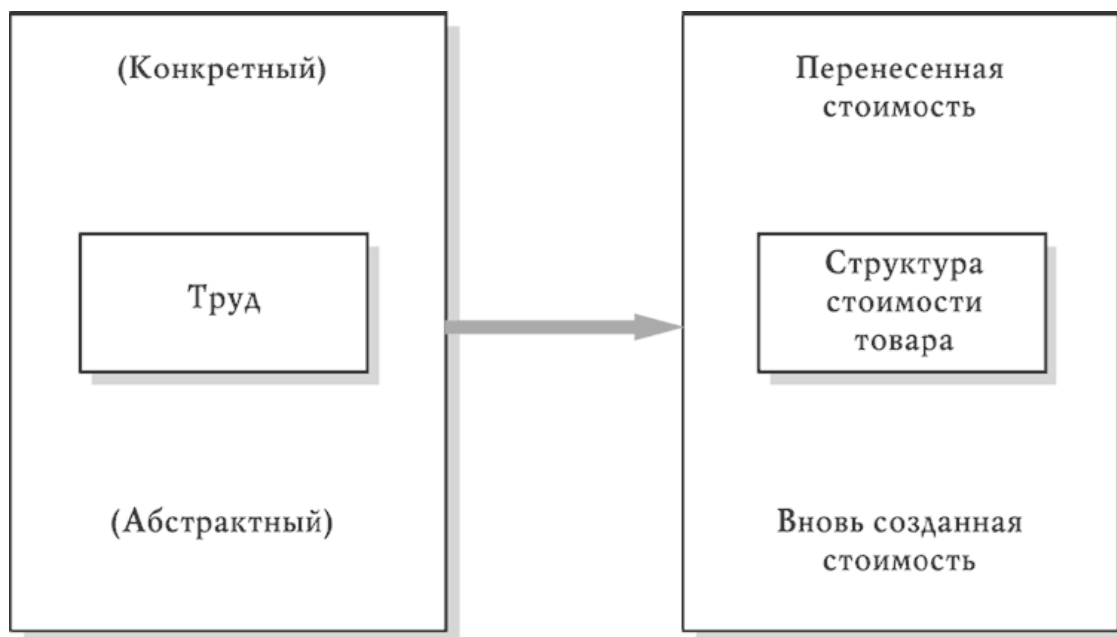 (Конкретный)
Труд
(Абстрактный)
Перенесенная
стоимость
Структура
стоимости
товара
Вновь созданная
стоимость